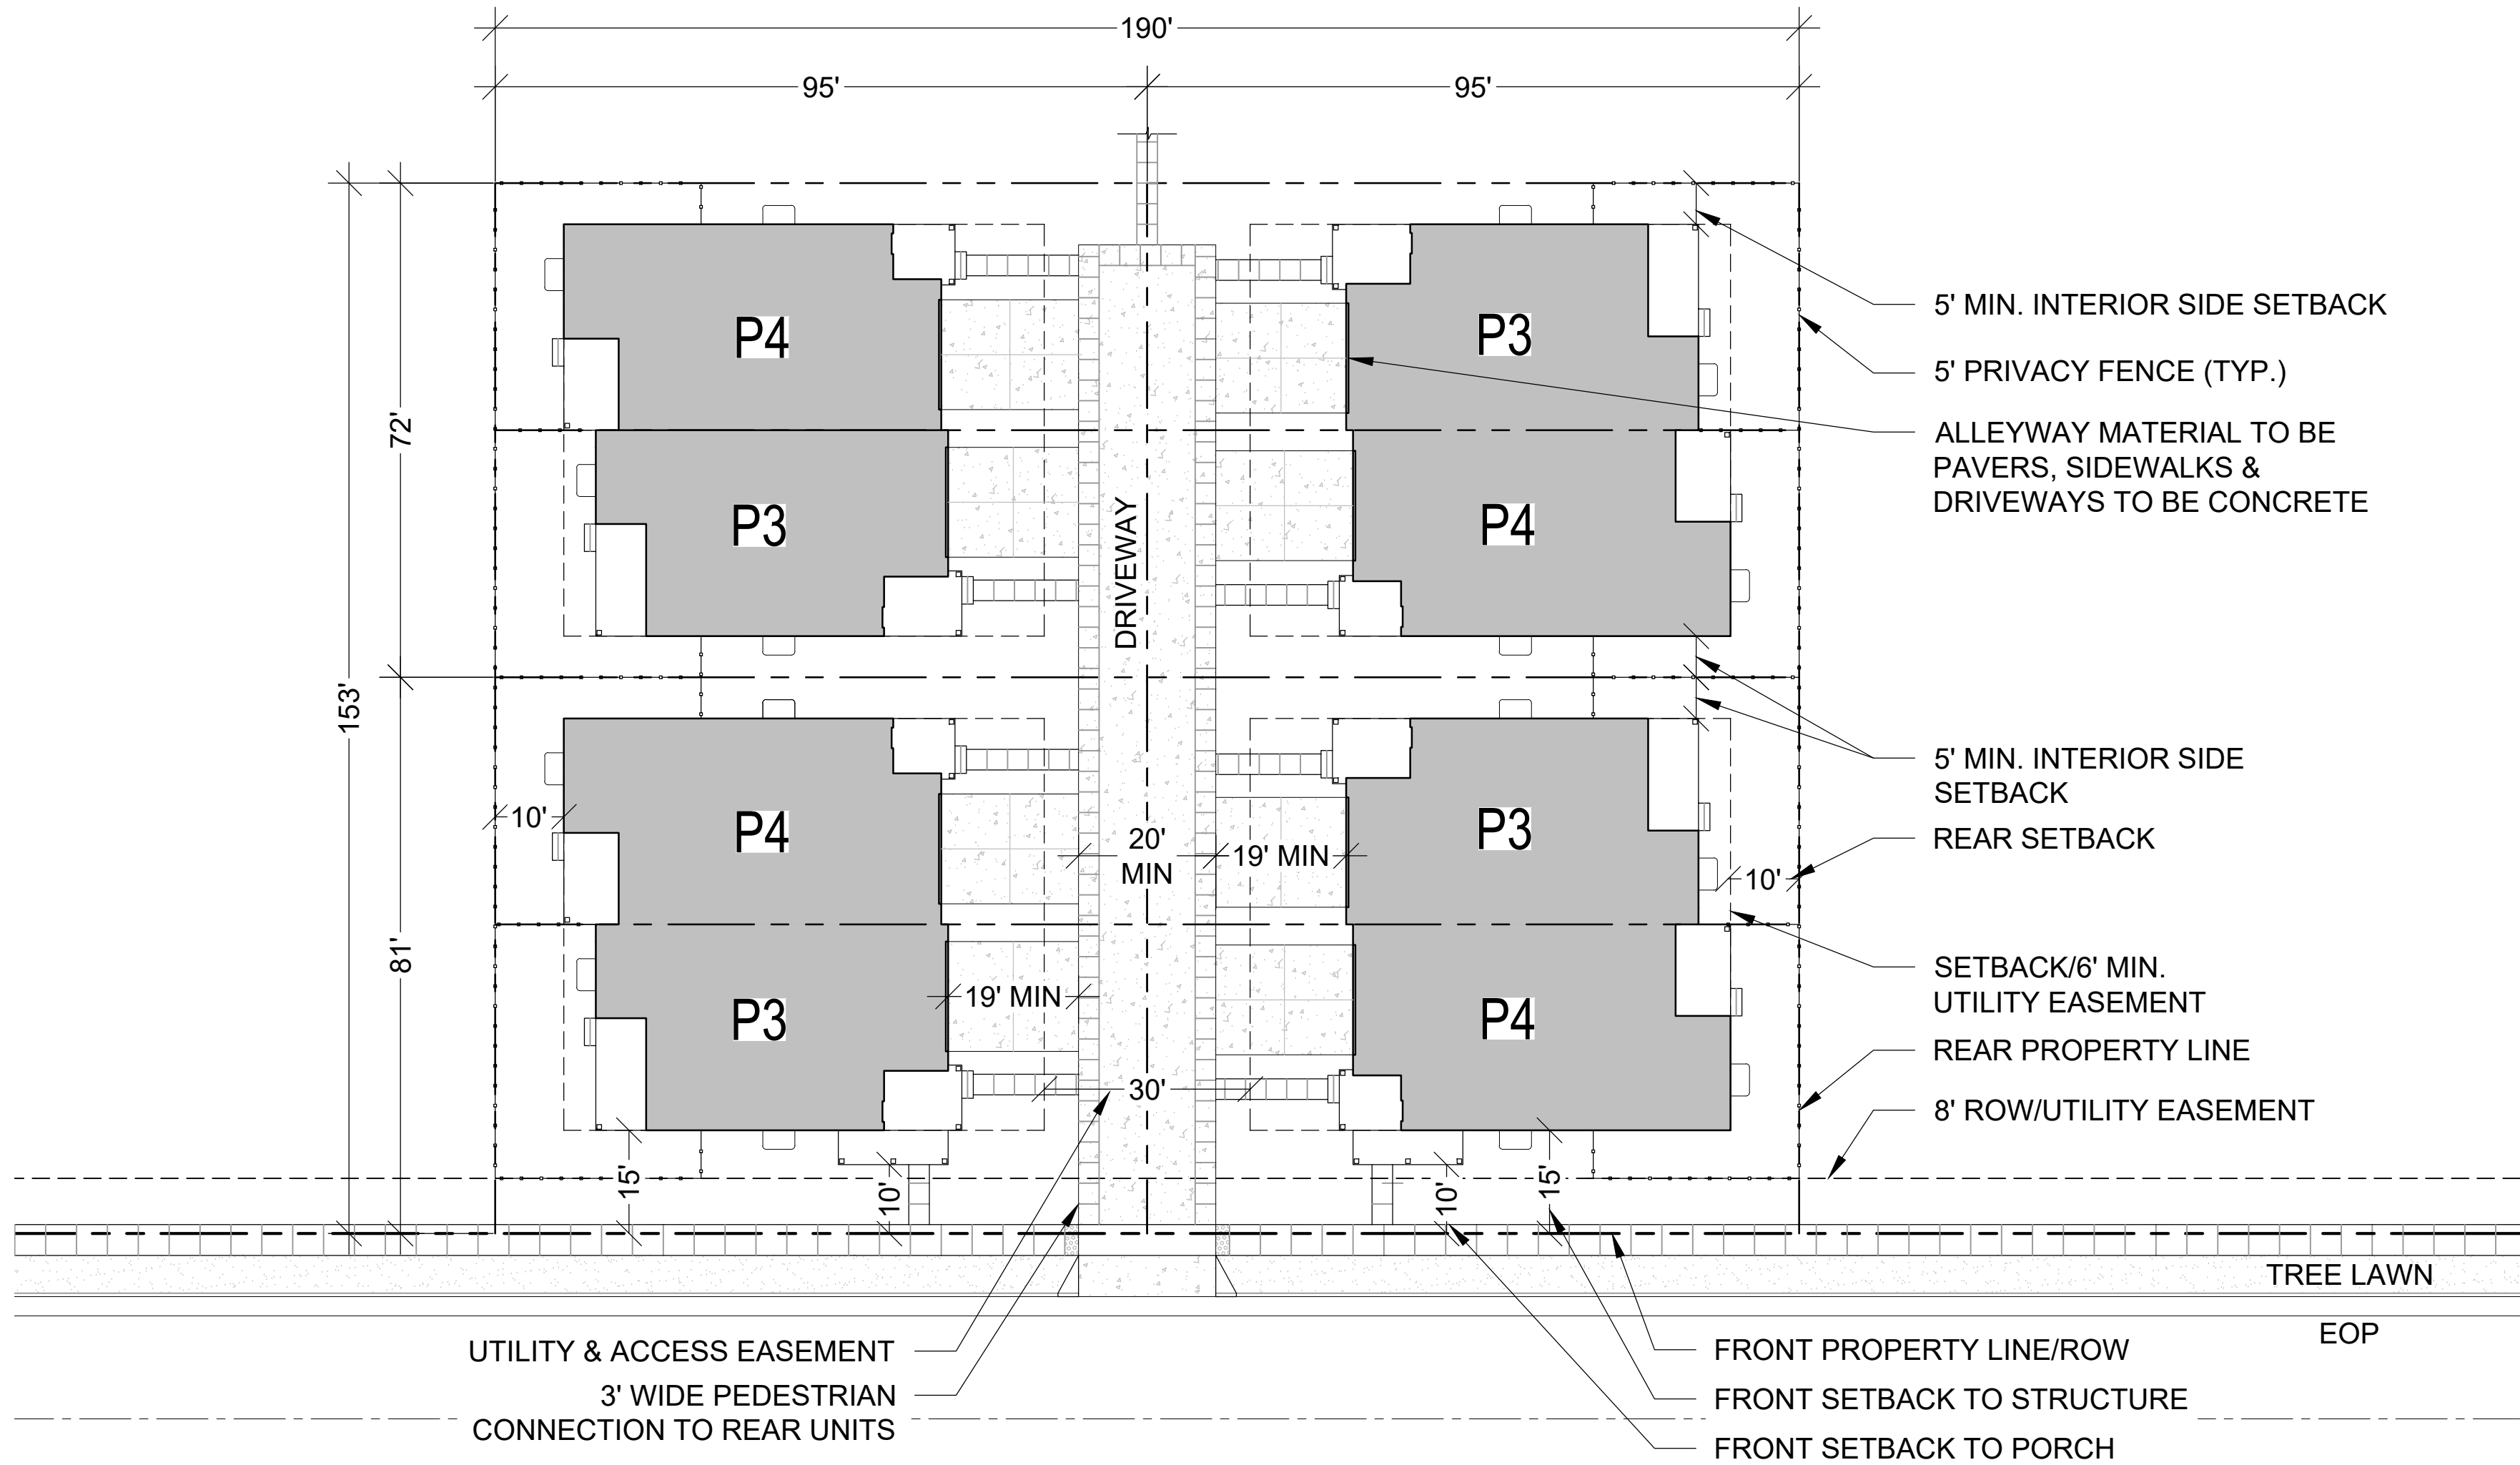 190'
95'
95'
5' MIN. INTERIOR SIDE SETBACK
P4
P3
5' PRIVACY FENCE (TYP.)
72'
ALLEYWAY MATERIAL TO BE
PAVERS, SIDEWALKS &
DRIVEWAYS TO BE CONCRETE
P3
P4
DRIVEWAY
153'
5' MIN. INTERIOR SIDE
SETBACK
10'
P4
20'
MIN
19' MIN
P3
10'
REAR SETBACK
81'
SETBACK/6' MIN.
UTILITY EASEMENT
19' MIN
P3
P4
REAR PROPERTY LINE
30'
8' ROW/UTILITY EASEMENT
15'
10'
10'
15'
TREE LAWN
EOP
UTILITY & ACCESS EASEMENT
3' WIDE PEDESTRIAN
CONNECTION TO REAR UNITS
FRONT PROPERTY LINE/ROW
FRONT SETBACK TO STRUCTURE
FRONT SETBACK TO PORCH